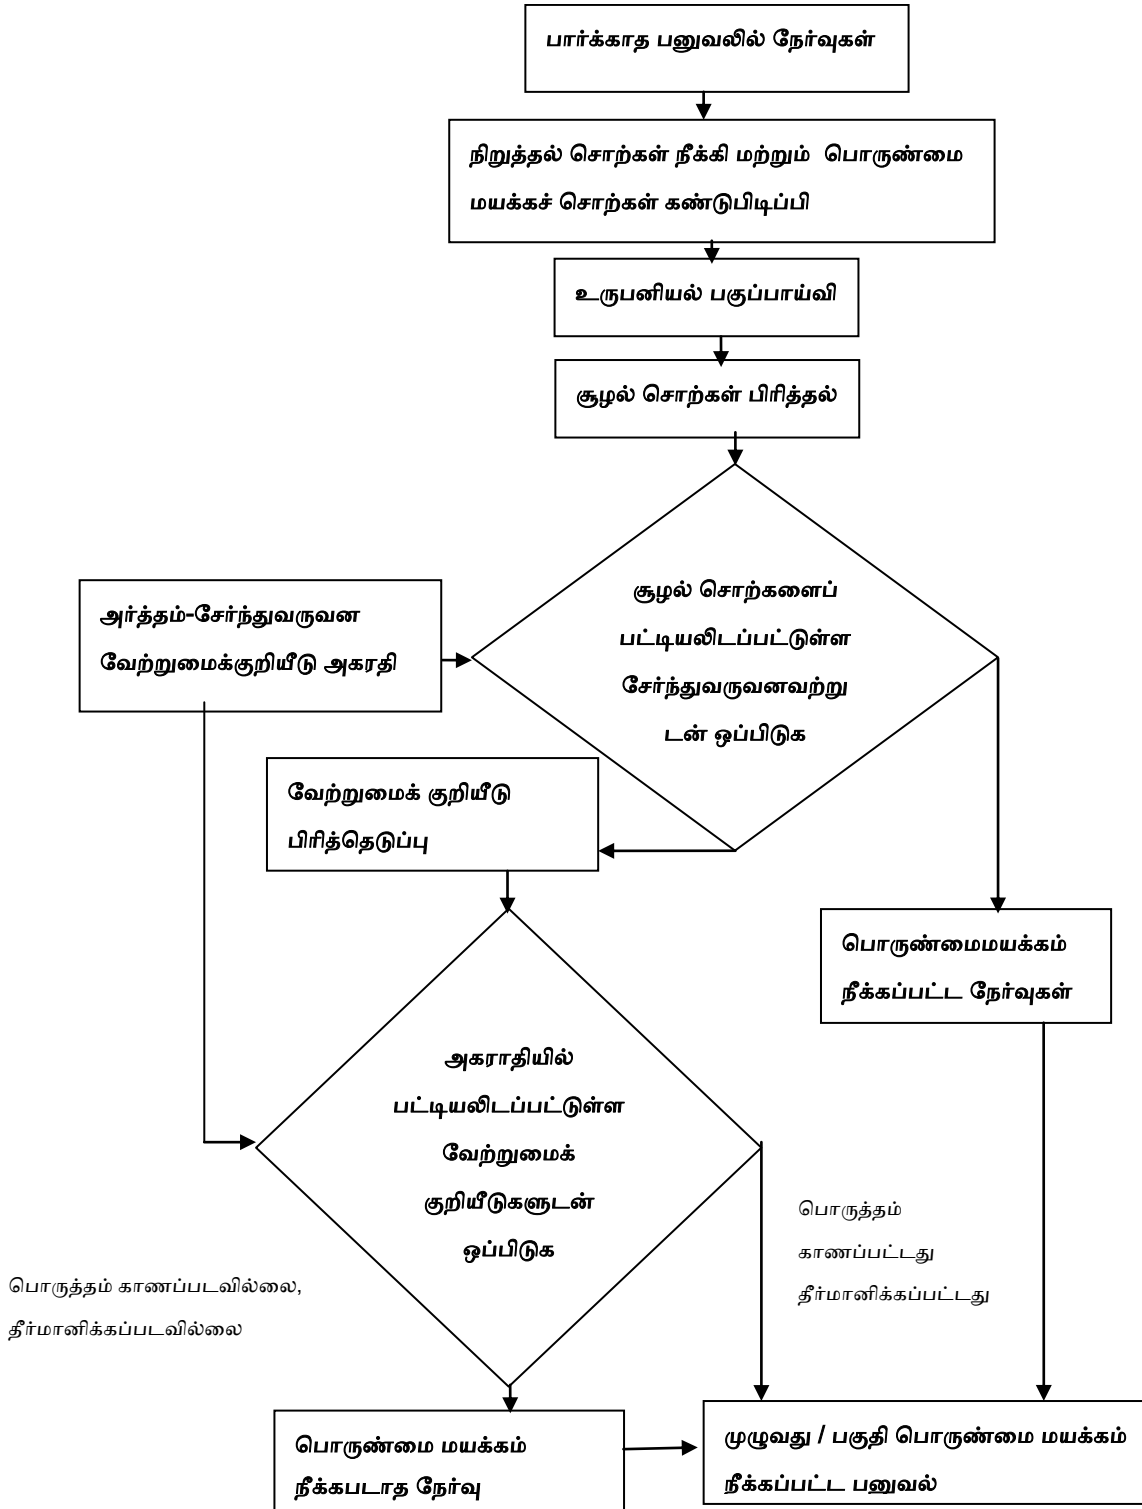 பார்க்காத பனுவலில் நேர்வுகள்
நிறுத்தல் சொற்கள் நீக்கி மற்றும் பொருண்மை
மயக்கச் சொற்கள் கண்டுபிடிப்பி
உருபனியல் பகுப்பாய்வி
சூழல் சொற்கள் பிரித்தல்
சூழல் சொற்களைப்
பட்டியலிடப்பட்டுள்ள
சேர்ந்துவருவனவற்று
டன் ஒப்பிடுக
அர்த்தம்-சேர்ந்துவருவன
வேற்றுமைக்குறியீடு அகரதி
வேற்றுமைக் குறியீடு
பிரித்தெடுப்பு
பொருண்மைமயக்கம்
நீக்கப்பட்ட நேர்வுகள்
அகராதியில்
பட்டியலிடப்பட்டுள்ள
வேற்றுமைக்
குறியீடுகளுடன்
ஒப்பிடுக
பொருத்தம்
காணப்பட்டது
தீர்மானிக்கப்பட்டது
பொருத்தம் காணப்படவில்லை,
தீர்மானிக்கப்படவில்லை
பொருண்மை மயக்கம்
நீக்கபடாத நேர்வு
முழுவது / பகுதி பொருண்மை மயக்கம்
நீக்கப்பட்ட பனுவல்